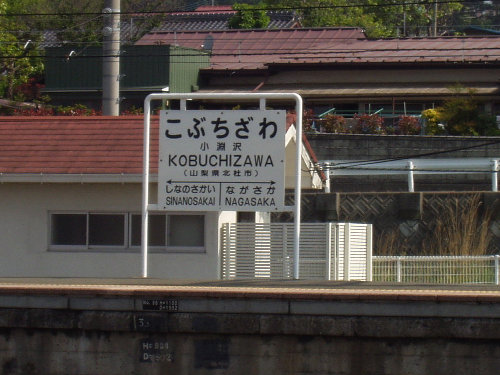 こぶちざわ
小淵沢
KOBUCHIZAWA
(山梨県北杜市)
しなのさかい ながさか
SINANOSAKAI NAGASAKA